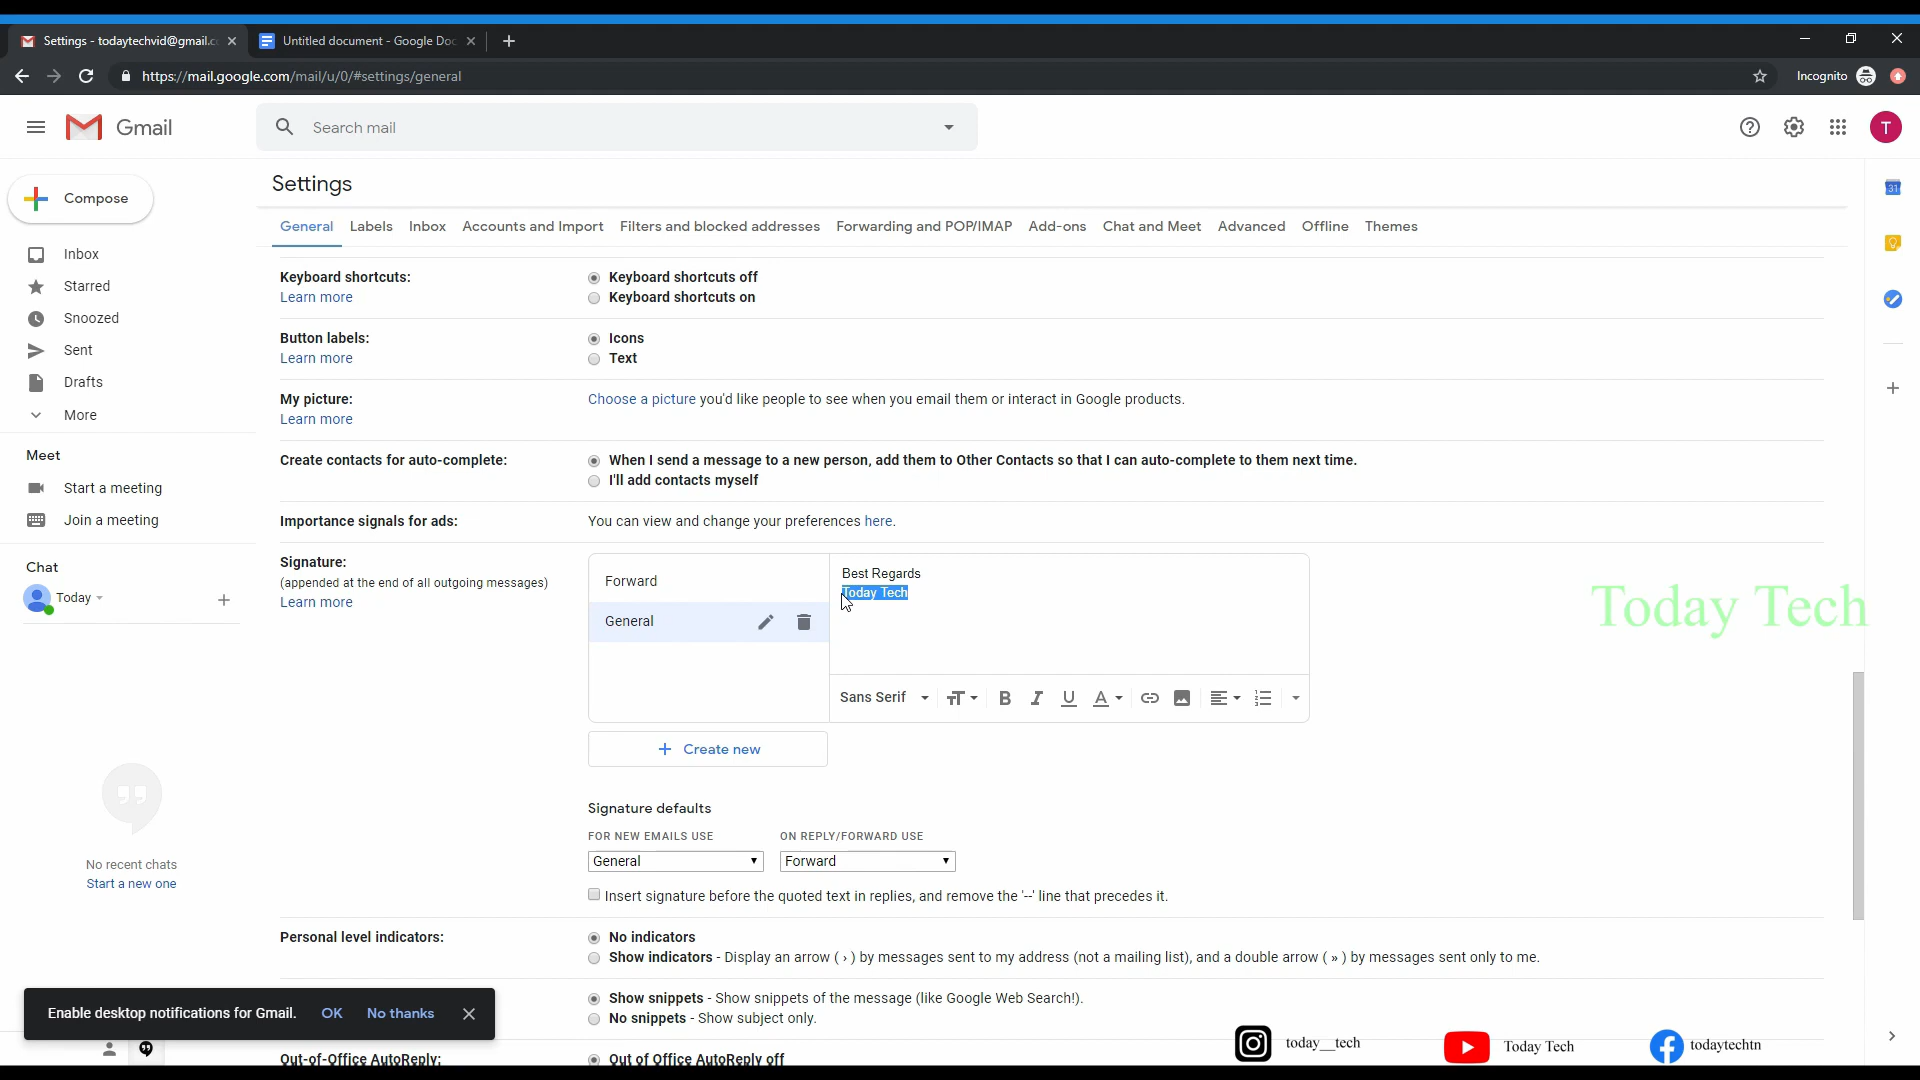 Settings - todaytechvid@gmail.c
Untitled document - Google Doc
https://mail.google.com/mail/u/0/#settings/general
Incognito
Gmail
Search mail
T
Compose
Settings
31
General Labels Inbox Accounts and Import Filters and blocked addresses Forwarding and POP/IMAP Add-ons Chat and Meet Advanced Offline Themes
Inbox
Starred
Snoozed
Sent
Drafts
More
Meet
Start a meeting
Join a meeting
Chat
Today
No recent chats
Start a new one
Keyboard shortcuts:
Learn more
Keyboard shortcuts off
Keyboard shortcuts on
Button labels:
Learn more
Icons
Text
My picture:
Learn more
Choose a picture you'd like people to see when you email them or interact in Google products.
Create contacts for auto-complete:
When I send a message to a new person, add them to Other Contacts so that I can auto-complete to them next time.
I'll add contacts myself
Importance signals for ads:
You can view and change your preferences here.
Signature:
(appended at the end of all outgoing messages)
Learn more
Forward
General
Best Regards
Today Tech
Sans Serif
Create new
Today Tech
Signature defaults
FOR NEW EMAILS USE ON REPLY/FORWARD USE
General Forward
Insert signature before the quoted text in replies, and remove the '--' line that precedes it.
Personal level indicators:
No indicators
Show indicators - Display an arrow ( › ) by messages sent to my address (not a mailing list), and a double arrow ( » ) by messages sent only to me.
Show snippets - Show snippets of the message (like Google Web Search!).
No snippets - Show subject only.
Enable desktop notifications for Gmail. OK No thanks
Out-of-Office AutoReply:
Out of Office AutoReply off
today__tech
Today Tech
todaytechtn